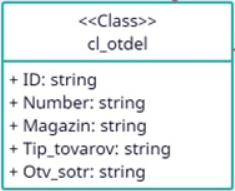 <<Class>>
cl_otdel
+ ID: string
+ Number: string
+ Magazin: string
+ Tip_tovarov: string
+ Otv_sotr: string